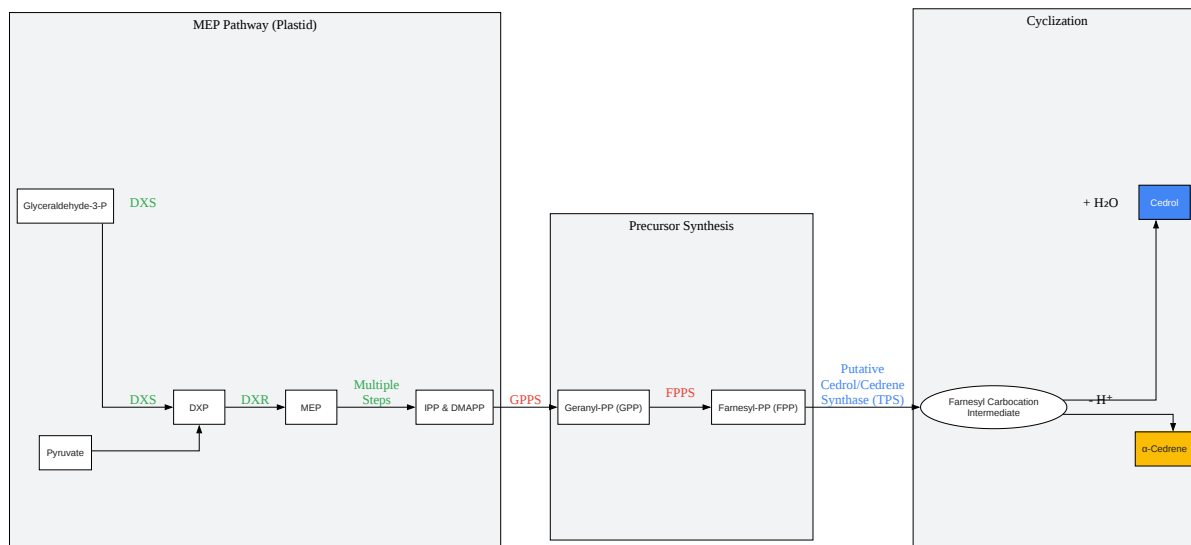 MEP Pathway (Plastid)
Glyceraldehyde-3-P
DXS
DXS
DXP
DXR
MEP
Multiple
Steps
IPP & DMAPP
Pyruvate
GPPS
Precursor Synthesis
Geranyl-PP (GPP)
FPPS
Farnesyl-PP (FPP)
Putative
Cedrol/Cedrene
Synthase (TPS)
Cyclization
+ H₂O
Cedrol
Farnesyl Carbocation
Intermediate
- H⁺
α-Cedrene